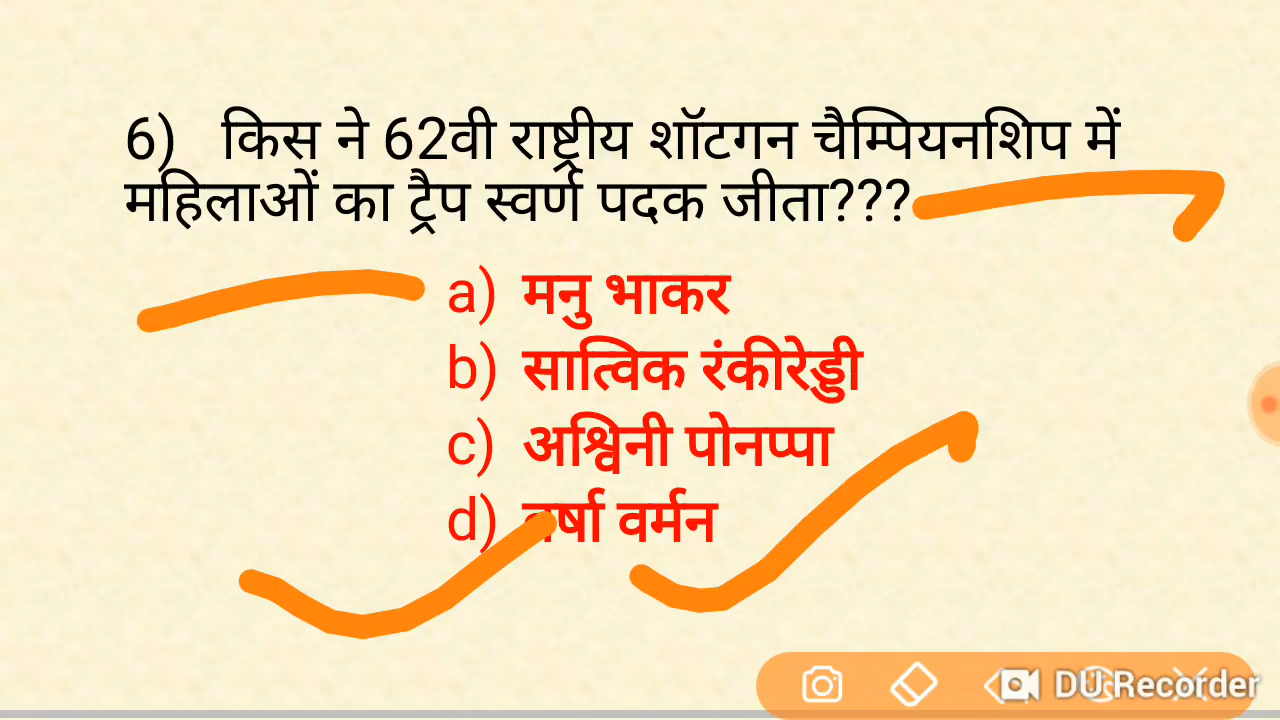 6) किस ने 62वी राष्ट्रीय शॉटगन चैम्पियनशिप में
महिलाओं का ट्रैप स्वर्ण पदक जीता???
a) मनु भाकर
b) सात्विक रंकीरेड्डी
c) अश्विनी पोनप्पा
d) वर्षा वर्मन
DU Recorder